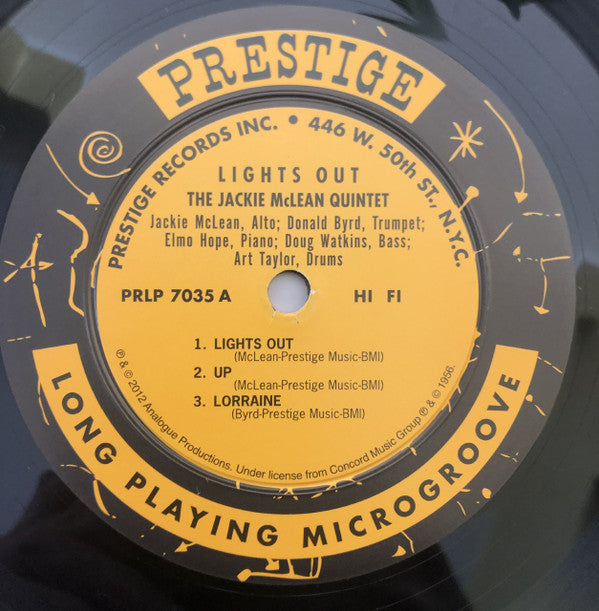 PRESTIGE
PRESTIGE RECORDS INC. • 446 W. 50th ST., N.Y.C.
LIGHTS OUT
THE JACKIE McLEAN QUINTET
Jackie McLean, Alto; Donald Byrd, Trumpet;
Elmo Hope, Piano; Doug Watkins, Bass;
Art Taylor, Drums
PRLP 7035 A HI FI
1. LIGHTS OUT
(McLean-Prestige Music-BMI)
2. UP
(McLean-Prestige Music-BMI)
3. LORRAINE
(Byrd-Prestige Music-BMI)
℗ & © 2012 Analogue Productions. Under license from Concord Music Group ℗ & © 1956.
LONG PLAYING MICROGROOVE